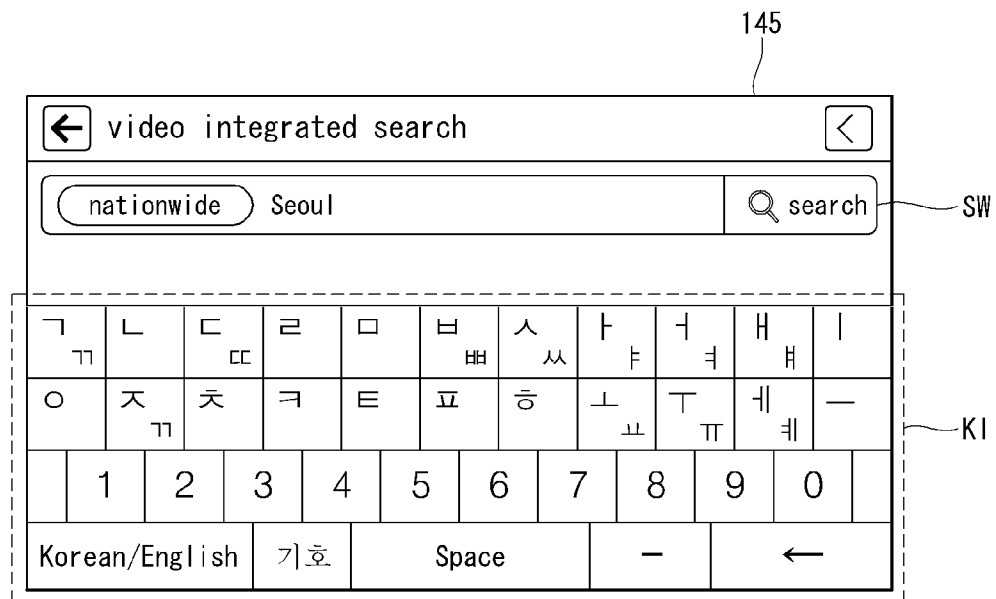 145
video integrated search
nationwide Seoul search SW
ㄱ ㄲ ㄴ ㄷ ㄸ ㄹ ㅁ ㅂ ㅃ ㅅ ㅆ ㅏ ㅑ ㅓ ㅕ ㅐ ㅒ ㅣ
ㅇ ㅈ ㄲ ㅊ ㅋ ㅌ ㅍ ㅎ ㅗ ㅛ ㅜ ㅠ ㅔ ㅖ ㅡ KI
1 2 3 4 5 6 7 8 9 0
Korean/English 기호 Space -